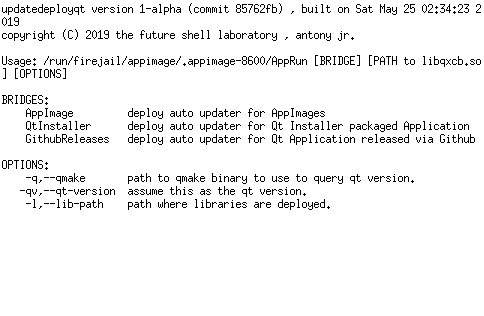 updatedeployqt version 1-alpha (commit 85762fb) , built on Sat May 25 02:34:23 2
019
copyright (C) 2019 the future shell laboratory , antony jr.
Usage: /run/firejail/appimage/.appimage-8600/AppRun [BRIDGE] [PATH to libqxcb.so
] [OPTIONS]
BRIDGES:
AppImage deploy auto updater for AppImages
QtInstaller deploy auto updater for Qt Installer packaged Application
GithubReleases deploy auto updater for Qt Application released via Github
OPTIONS:
-q,--qmake path to qmake binary to use to query qt version.
-qv,--qt-version assume this as the qt version.
-l,--lib-path path where libraries are deployed.